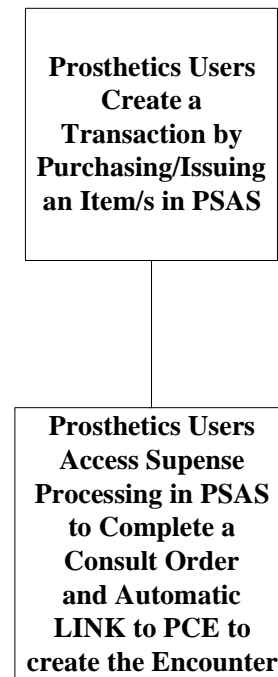 Prosthetics Users
Create a
Transaction by
Purchasing/Issuing
an Item/s in PSAS
Prosthetics Users
Access Supense
Processing in PSAS
to Complete a
Consult Order
and Automatic
LINK to PCE to
create the Encounter